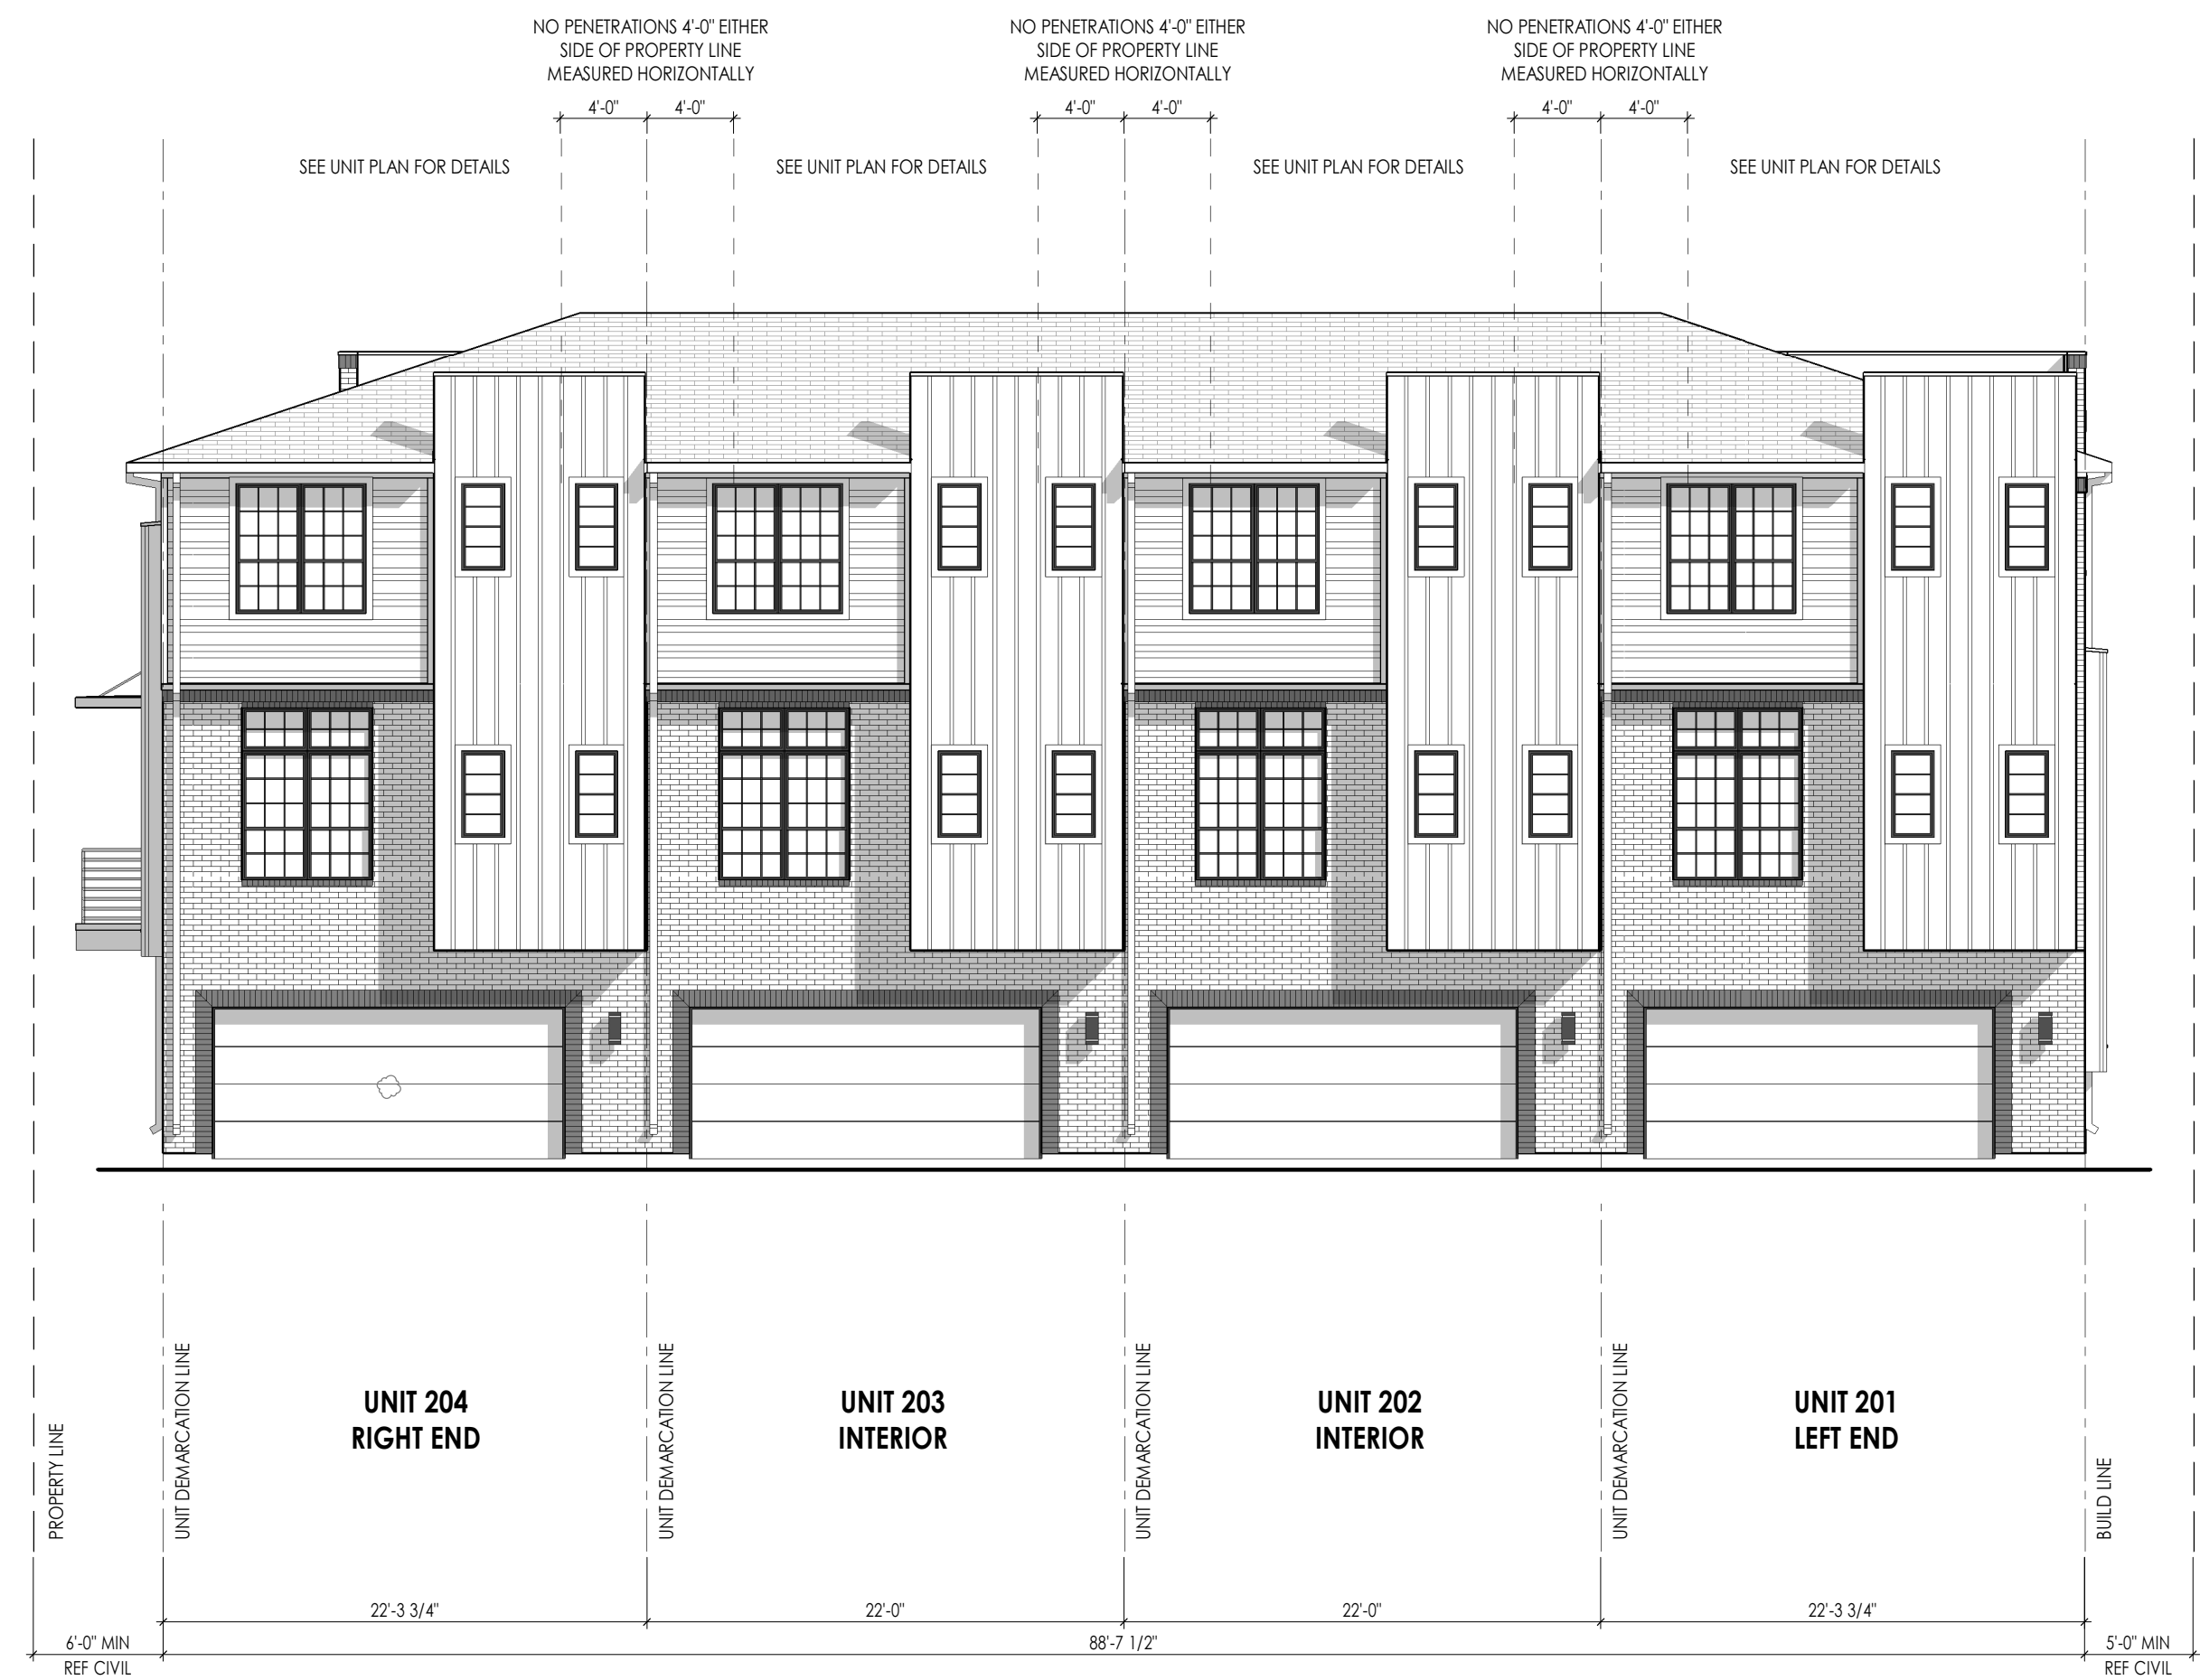 NO PENETRATIONS 4'-0" EITHER
SIDE OF PROPERTY LINE
MEASURED HORIZONTALLY
NO PENETRATIONS 4'-0" EITHER
SIDE OF PROPERTY LINE
MEASURED HORIZONTALLY
NO PENETRATIONS 4'-0" EITHER
SIDE OF PROPERTY LINE
MEASURED HORIZONTALLY
4'-0" 4'-0" 4'-0" 4'-0" 4'-0" 4'-0"
SEE UNIT PLAN FOR DETAILS
SEE UNIT PLAN FOR DETAILS
SEE UNIT PLAN FOR DETAILS
SEE UNIT PLAN FOR DETAILS
PROPERTY LINE
UNIT DEMARCATION LINE
UNIT 204
RIGHT END
UNIT DEMARCATION LINE
UNIT 203
INTERIOR
UNIT DEMARCATION LINE
UNIT 202
INTERIOR
UNIT DEMARCATION LINE
UNIT 201
LEFT END
BUILD LINE
22'-3 3/4" 22'-0" 22'-0" 22'-3 3/4"
6'-0" MIN
REF CIVIL
88'-7 1/2"
5'-0" MIN
REF CIVIL